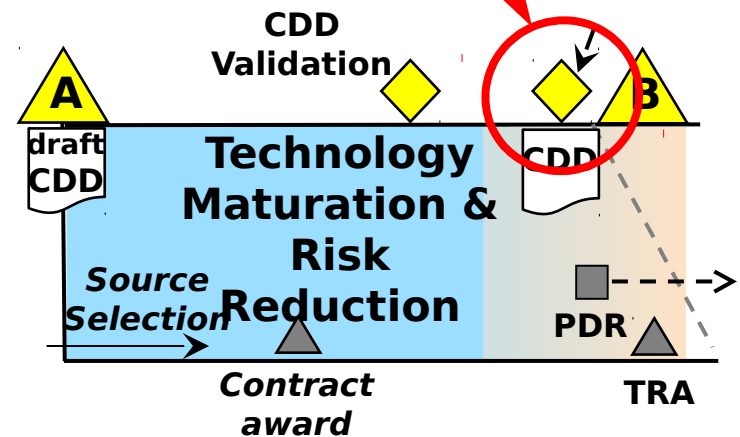 CDD
Validation
A
B
draft
CDD
CDD
Technology
Maturation &
Risk
Reduction
Source
Selection
PDR
Contract
award
TRA